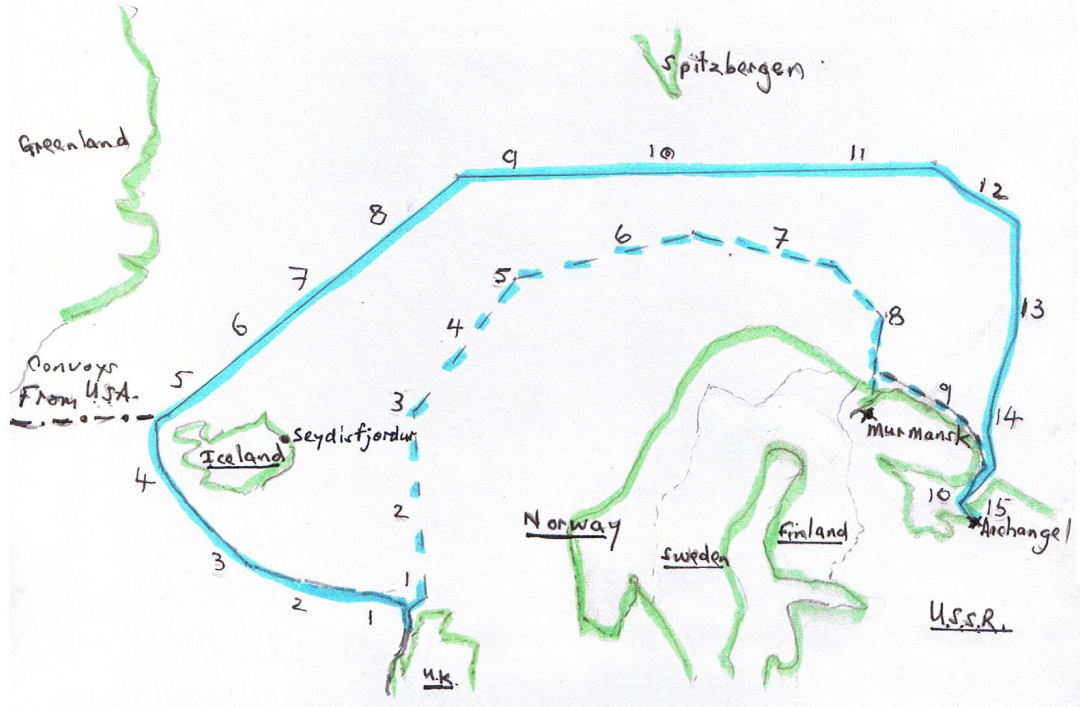 Spitzbergen
Greenland
9 10 11
12
8
6 7
5
7
4
8
13
6
Convoys
From U.S.A.
5
3
9
14
Seydisfjordur
Iceland
Murmansk
4
2
10
15
Archangel
Norway
Finland
Sweden
3
1
2
1
U.S.S.R.
U.K.